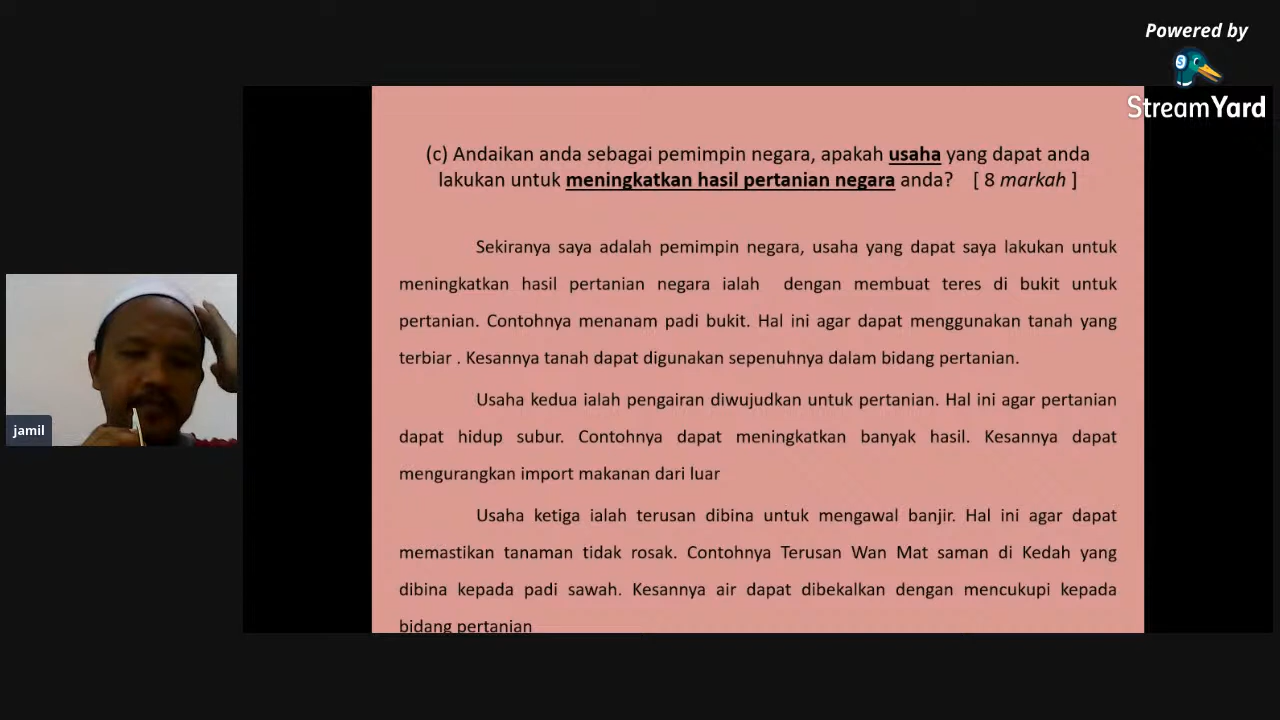 Powered by
StreamYard
(c) Andaikan anda sebagai pemimpin negara, apakah usaha yang dapat anda
lakukan untuk meningkatkan hasil pertanian negara anda? [ 8 markah ]
Sekiranya saya adalah pemimpin negara, usaha yang dapat saya lakukan untuk
meningkatkan hasil pertanian negara ialah dengan membuat teres di bukit untuk
pertanian. Contohnya menanam padi bukit. Hal ini agar dapat menggunakan tanah yang
terbiar . Kesannya tanah dapat digunakan sepenuhnya dalam bidang pertanian.
Usaha kedua ialah pengairan diwujudkan untuk pertanian. Hal ini agar pertanian
dapat hidup subur. Contohnya dapat meningkatkan banyak hasil. Kesannya dapat
mengurangkan import makanan dari luar
Usaha ketiga ialah terusan dibina untuk mengawal banjir. Hal ini agar dapat
memastikan tanaman tidak rosak. Contohnya Terusan Wan Mat saman di Kedah yang
dibina kepada padi sawah. Kesannya air dapat dibekalkan dengan mencukupi kepada
bidang pertanian
jamil